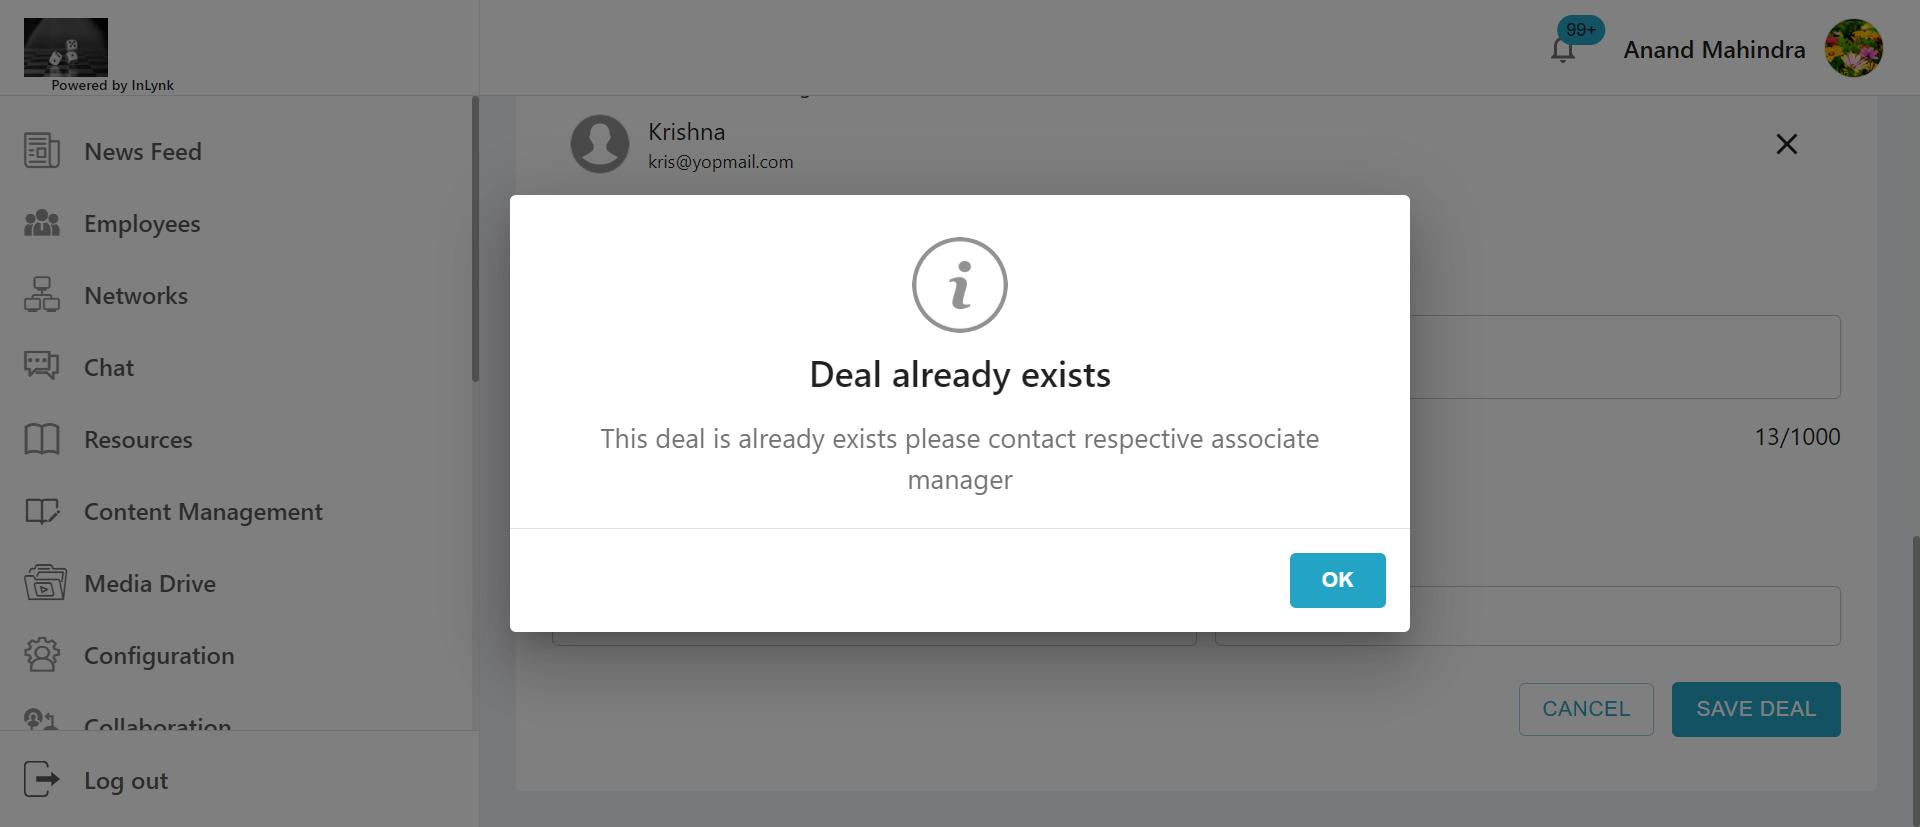 Powered by InLynk
99+
Anand Mahindra
News Feed
Employees
Networks
Chat
Resources
Content Management
Media Drive
Configuration
Collaboration
Log out
Krishna
kris@yopmail.com
Deal already exists
This deal is already exists please contact respective associate
manager
OK
13/1000
CANCEL
SAVE DEAL